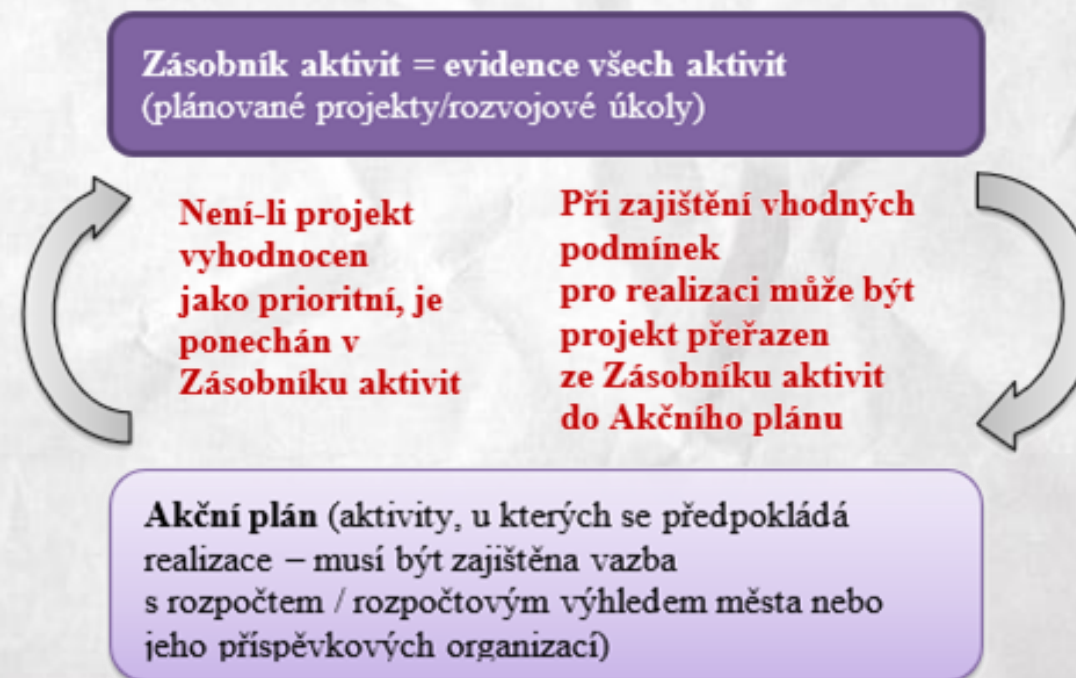 Zásobník aktivit = evidence všech aktivit
(plánované projekty/rozvojové úkoly)
Není-li projekt
vyhodnocen
jako prioritní, je
ponechán v
Zásobníku aktivit
Při zajištění vhodných
podmínek
pro realizaci může být
projekt přeřazen
ze Zásobníku aktivit
do Akčního plánu
Akční plán (aktivity, u kterých se předpokládá
realizace – musí být zajištěna vazba
s rozpočtem / rozpočtovým výhledem města nebo
jeho příspěvkových organizací)